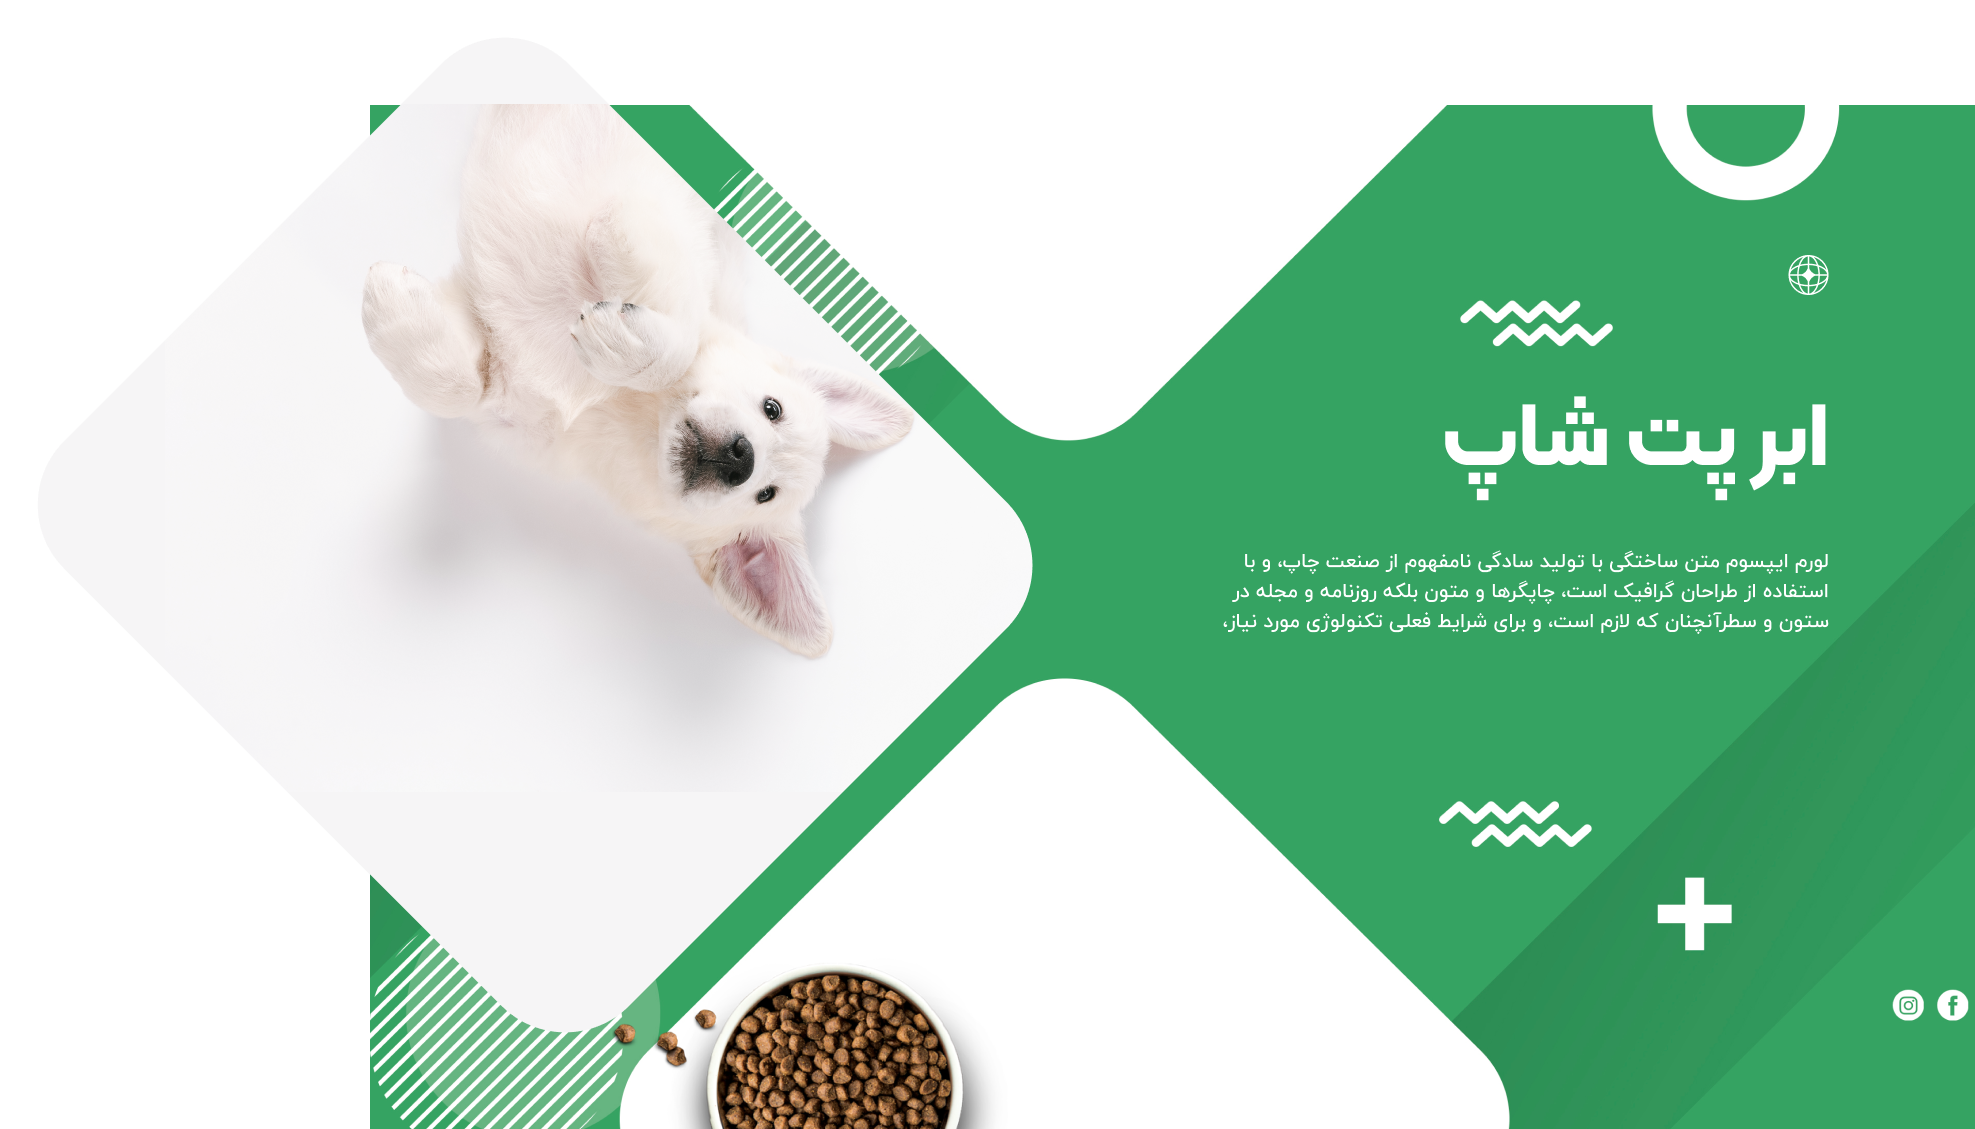 ابر پت شاپ
لورم ایپسوم متن ساختگی با تولید سادگی نامفهوم از صنعت چاپ، و با
استفاده از طراحان گرافیک است، چاپگرها و متون بلکه روزنامه و مجله در
ستون و سطرآنچنان که لازم است، و برای شرایط فعلی تکنولوژی مورد نیاز،